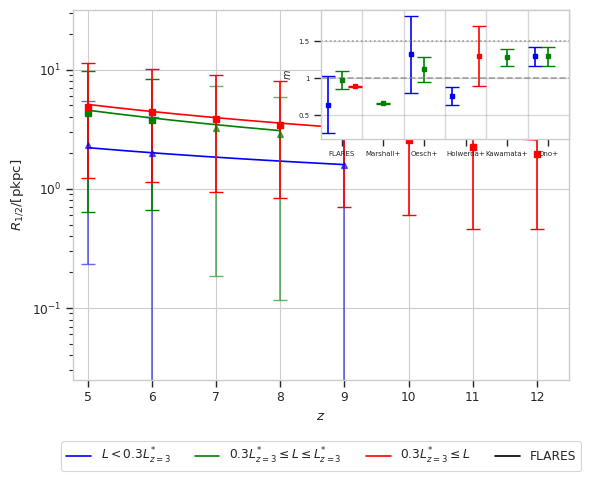 10¹
10⁰
10⁻¹
R₁/₂/[pkpc]
5 6 7 8 9 10 11 12
z
1.5
1
0.5
m
FLARES Marshall+ Oesch+ Holwerda+ Kawamata+ Ono+
L < 0.3L*_{z=3} 0.3L*_{z=3} ≤ L ≤ L*_{z=3} 0.3L*_{z=3} ≤ L FLARES